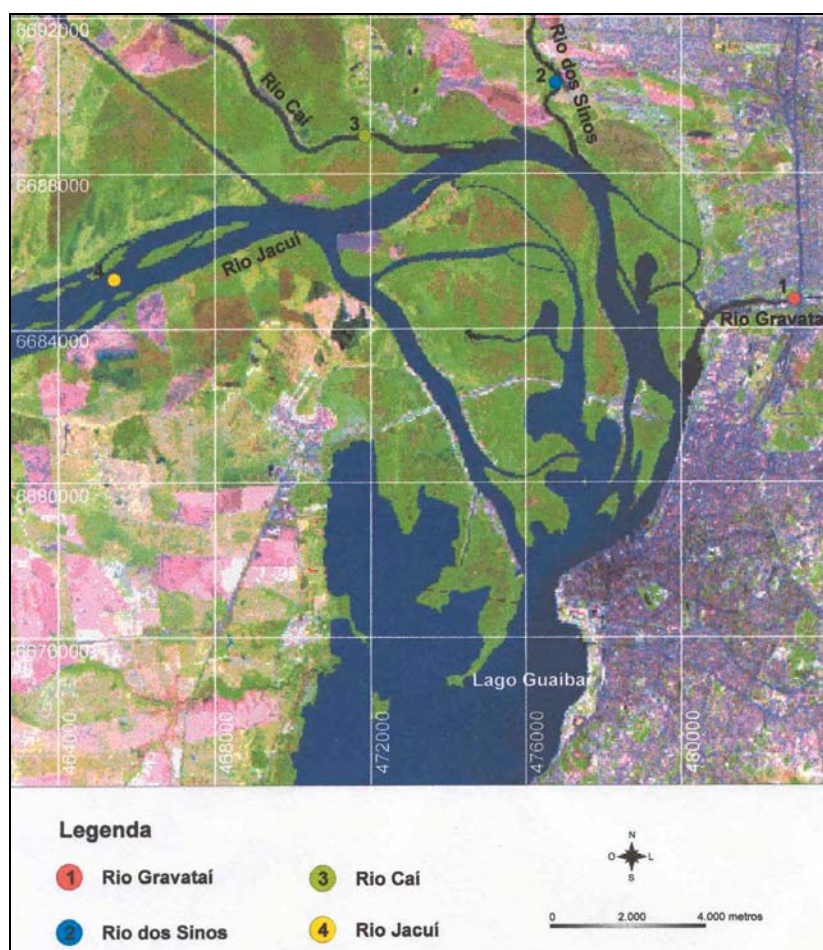 6692000
Rio Caí
Rio dos Sinos
2
3
6688000
Rio Jacuí
4
1
Rio Gravataí
6684000
6680000
6676000
Lago Guaiba
464000
468000
472000
476000
480000
Legenda
1 Rio Gravataí
2 Rio dos Sinos
3 Rio Caí
4 Rio Jacuí
N
O L
S
0 2.000 4.000 metros